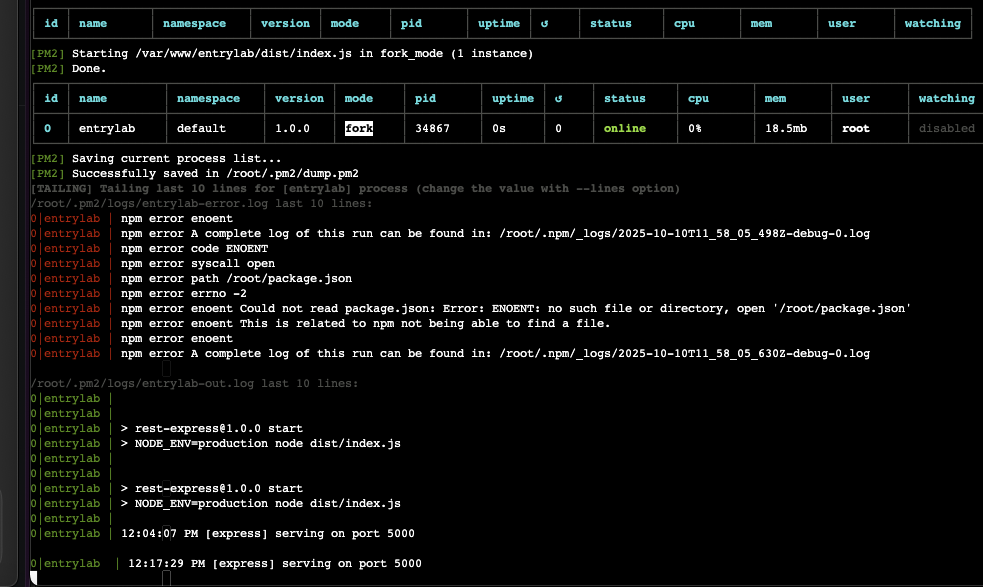 id name namespace version mode pid uptime ↺ status cpu mem user watching
[PM2] Starting /var/www/entrylab/dist/index.js in fork_mode (1 instance)
[PM2] Done.
id name namespace version mode pid uptime ↺ status cpu mem user watching
0 entrylab default 1.0.0 fork 34867 0s 0 online 0% 18.5mb root disabled
[PM2] Saving current process list...
[PM2] Successfully saved in /root/.pm2/dump.pm2
[TAILING] Tailing last 10 lines for [entrylab] process (change the value with --lines option)
/root/.pm2/logs/entrylab-error.log last 10 lines:
0|entrylab | npm error enoent
0|entrylab | npm error A complete log of this run can be found in: /root/.npm/_logs/2025-10-10T11_58_05_498Z-debug-0.log
0|entrylab | npm error code ENOENT
0|entrylab | npm error syscall open
0|entrylab | npm error path /root/package.json
0|entrylab | npm error errno -2
0|entrylab | npm error enoent Could not read package.json: Error: ENOENT: no such file or directory, open '/root/package.json'
0|entrylab | npm error enoent This is related to npm not being able to find a file.
0|entrylab | npm error enoent
0|entrylab | npm error A complete log of this run can be found in: /root/.npm/_logs/2025-10-10T11_58_05_630Z-debug-0.log
/root/.pm2/logs/entrylab-out.log last 10 lines:
0|entrylab |
0|entrylab |
0|entrylab | > rest-express@1.0.0 start
0|entrylab | > NODE_ENV=production node dist/index.js
0|entrylab |
0|entrylab |
0|entrylab | > rest-express@1.0.0 start
0|entrylab | > NODE_ENV=production node dist/index.js
0|entrylab |
0|entrylab | 12:04:07 PM [express] serving on port 5000
0|entrylab | 12:17:29 PM [express] serving on port 5000